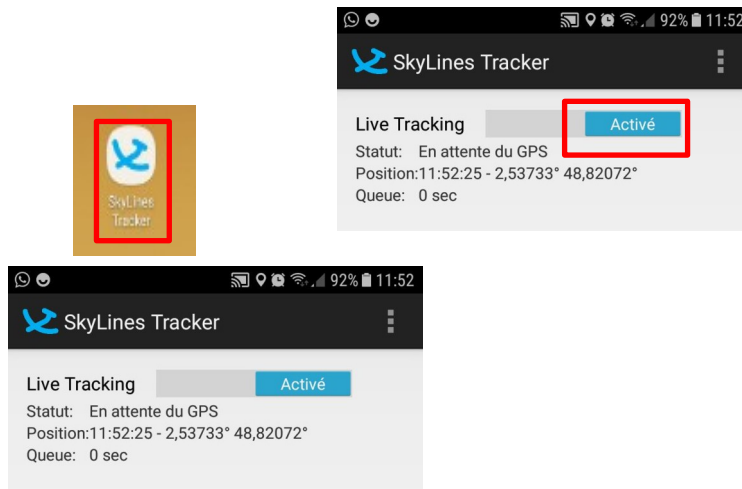 92% 11:52
SkyLines Tracker
Live Tracking Activé
Statut: En attente du GPS
Position:11:52:25 - 2,53733° 48,82072°
Queue: 0 sec
SkyLines
Tracker
92% 11:52
SkyLines Tracker
Live Tracking Activé
Statut: En attente du GPS
Position:11:52:25 - 2,53733° 48,82072°
Queue: 0 sec